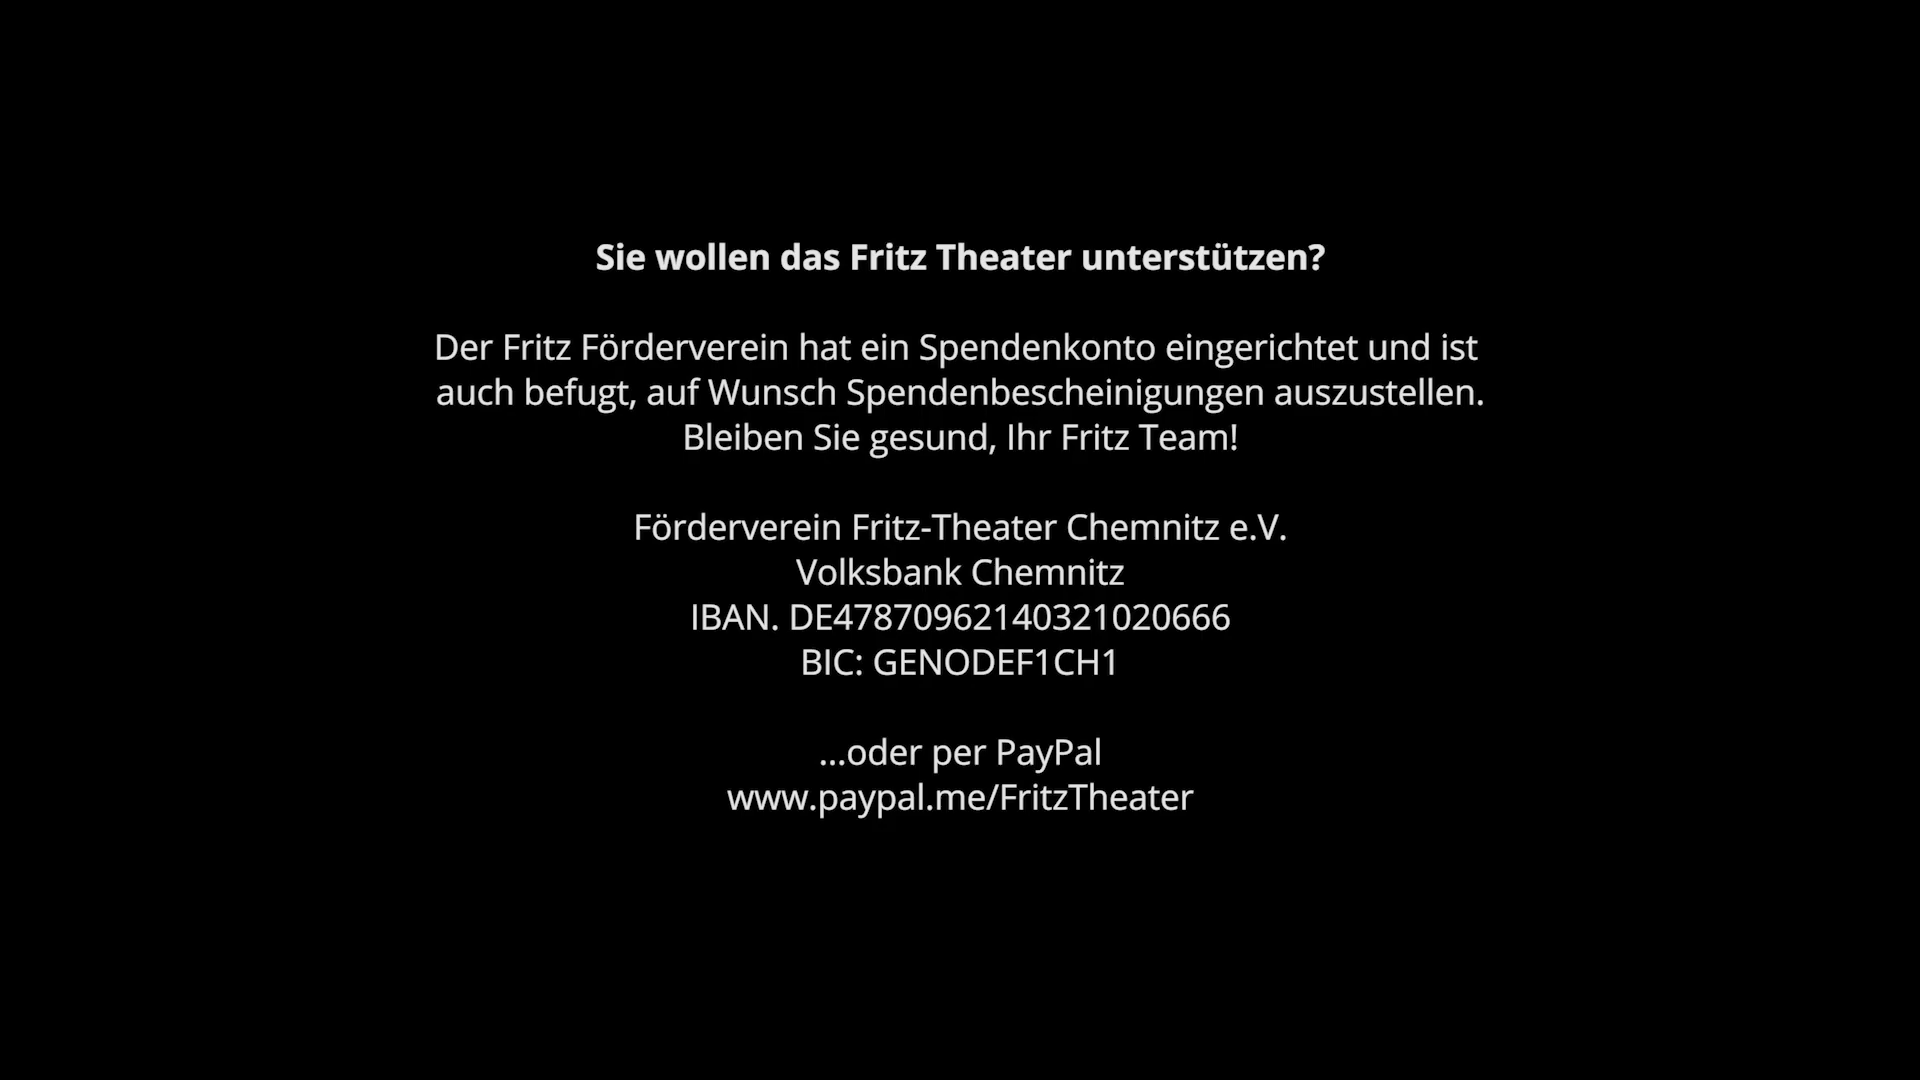 Sie wollen das Fritz Theater unterstützen?
Der Fritz Förderverein hat ein Spendenkonto eingerichtet und ist
auch befugt, auf Wunsch Spendenbescheinigungen auszustellen.
Bleiben Sie gesund, Ihr Fritz Team!
Förderverein Fritz-Theater Chemnitz e.V.
Volksbank Chemnitz
IBAN. DE47870962140321020666
BIC: GENODEF1CH1
...oder per PayPal
www.paypal.me/FritzTheater